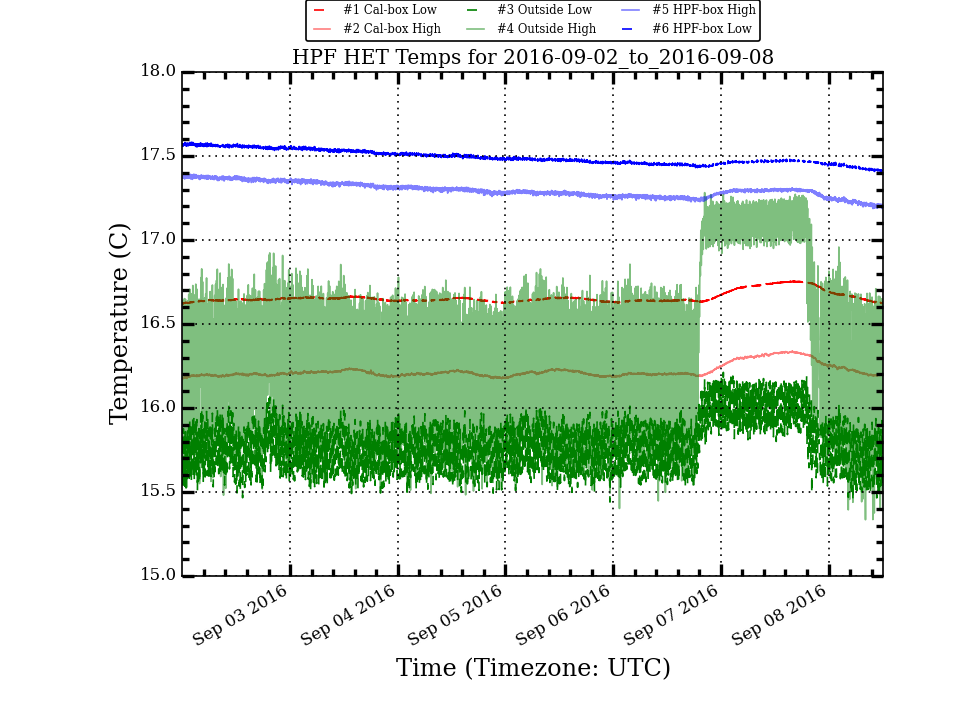 #1 Cal-box Low #3 Outside Low #5 HPF-box High
#2 Cal-box High #4 Outside High #6 HPF-box Low
HPF HET Temps for 2016-09-02_to_2016-09-08
18.0
17.5
17.0
16.5
16.0
15.5
15.0
Temperature (C)
Sep 03 2016 Sep 04 2016 Sep 05 2016 Sep 06 2016 Sep 07 2016 Sep 08 2016
Time (Timezone: UTC)